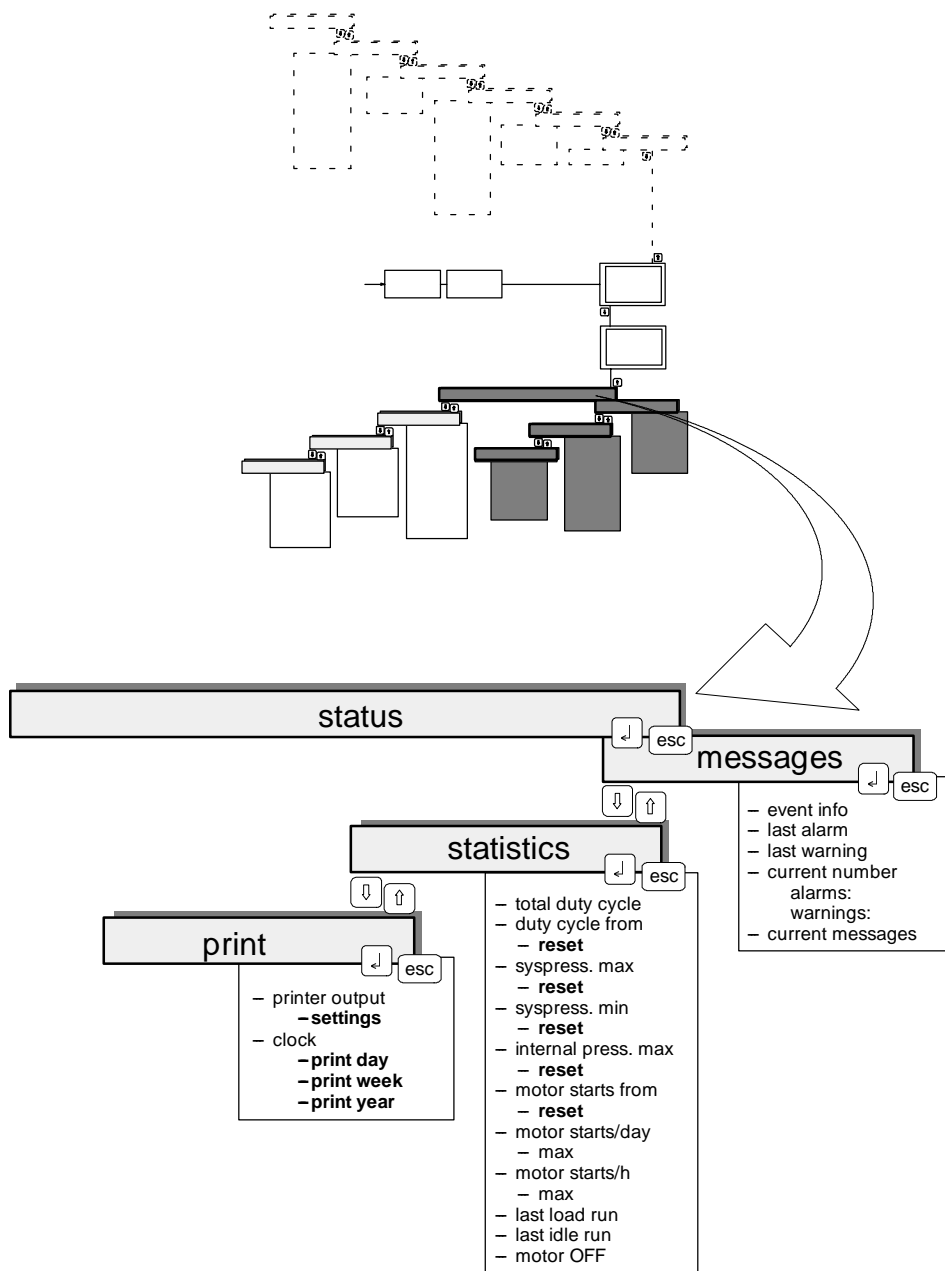 status
esc
messages
esc
– event info
– last alarm
– last warning
– current number
alarms:
warnings:
– current messages
statistics
esc
– total duty cycle
– duty cycle from
– reset
– syspress. max
– reset
– syspress. min
– reset
– internal press. max
– reset
– motor starts from
– reset
– motor starts/day
– max
– motor starts/h
– max
– last load run
– last idle run
– motor OFF
print
esc
– printer output
– settings
– clock
– print day
– print week
– print year